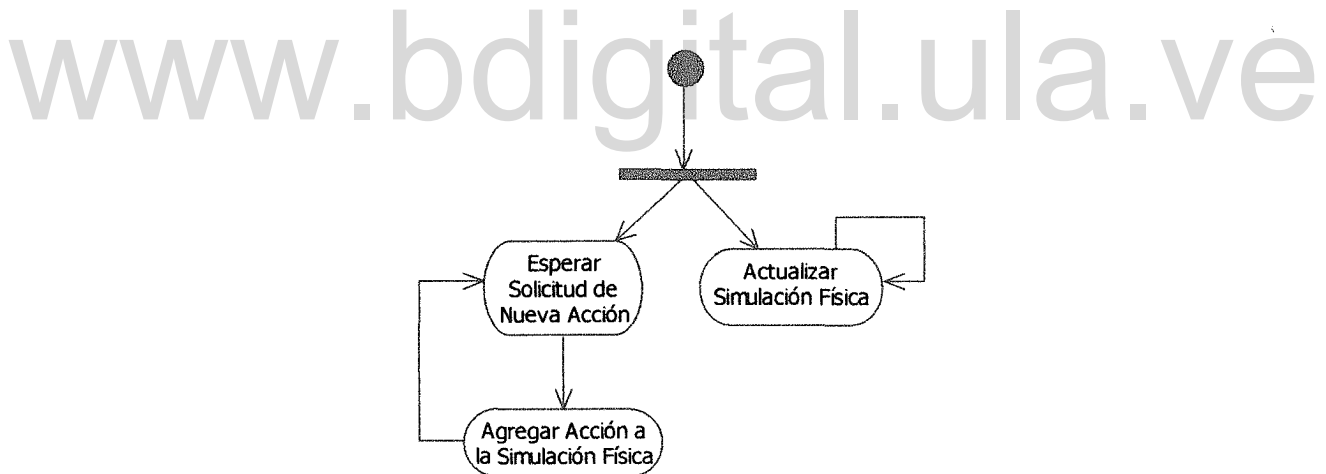 www.bdigital.ula.ve
Esperar
Solicitud de
Nueva Acción
Actualizar
Simulación Física
Agregar Acción a
la Simulación Física